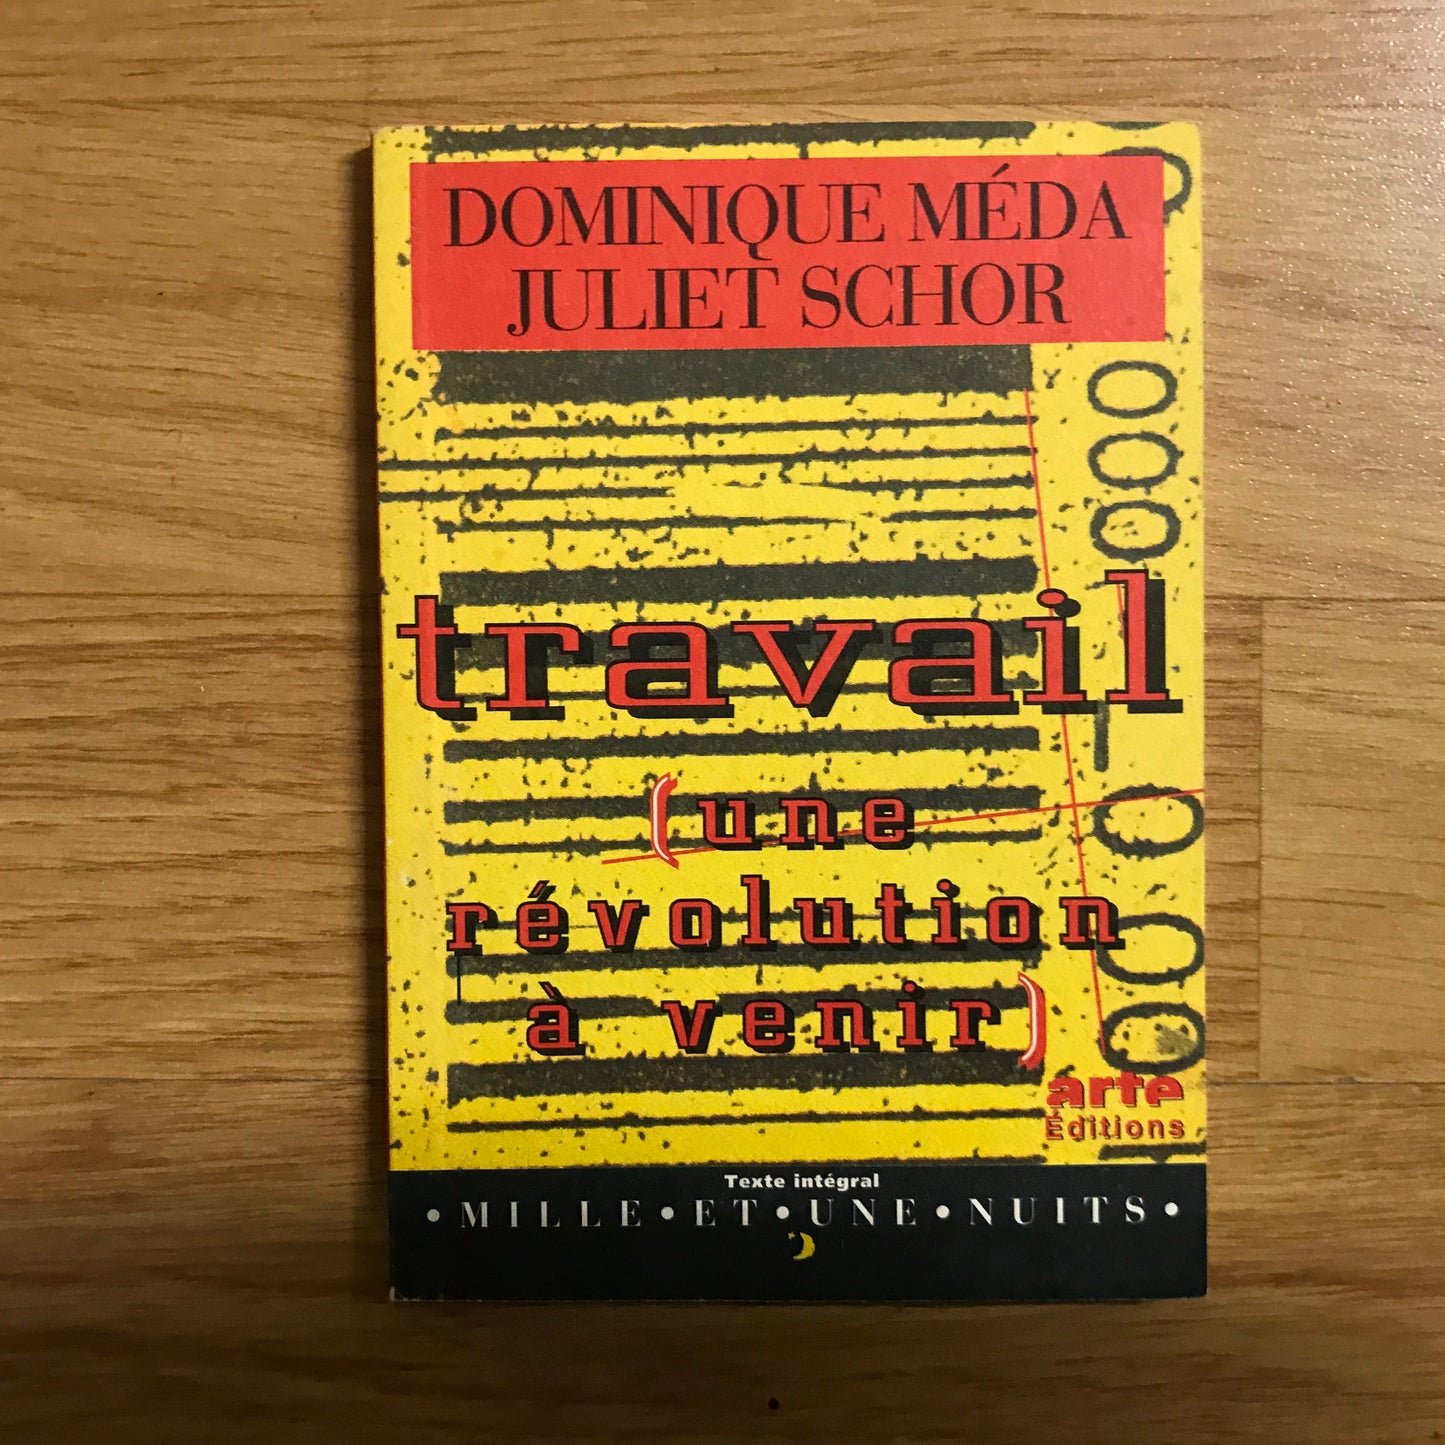 DOMINIQUE MÉDA
JULIET SCHOR
travail
(une
révolution
à venir)
arte
Éditions
Texte intégral
•MILLE•ET•UNE•NUITS•